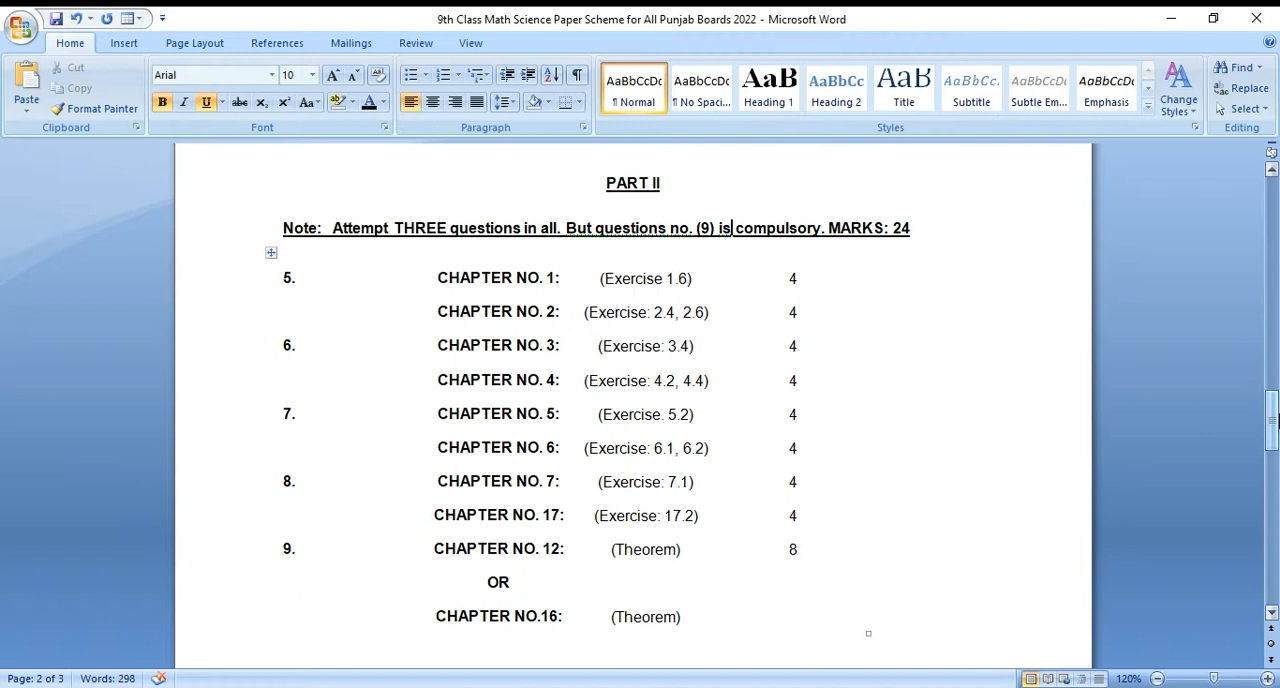 9th Class Math Science Paper Scheme for All Punjab Boards 2022 - Microsoft Word
Home Insert Page Layout References Mailings Review View
Paste
Cut
Copy
Format Painter
Clipboard
Arial 10
Font
Paragraph
AaBbCcDc AaBbCcDc AaB AaBbCc AaB AaBbCc. AaBbCcDc AaBbCcDc
¶ Normal ¶ No Spaci... Heading 1 Heading 2 Title Subtitle Subtle Em... Emphasis
Change Styles
Styles
Find
Replace
Select
Editing
PART II
Note: Attempt THREE questions in all. But questions no. (9) is compulsory. MARKS: 24
5. CHAPTER NO. 1: (Exercise 1.6) 4
CHAPTER NO. 2: (Exercise: 2.4, 2.6) 4
6. CHAPTER NO. 3: (Exercise: 3.4) 4
CHAPTER NO. 4: (Exercise: 4.2, 4.4) 4
7. CHAPTER NO. 5: (Exercise. 5.2) 4
CHAPTER NO. 6: (Exercise: 6.1, 6.2) 4
8. CHAPTER NO. 7: (Exercise: 7.1) 4
CHAPTER NO. 17: (Exercise: 17.2) 4
9. CHAPTER NO. 12: (Theorem) 8
OR
CHAPTER NO.16: (Theorem)
Page: 2 of 3 Words: 298 120%